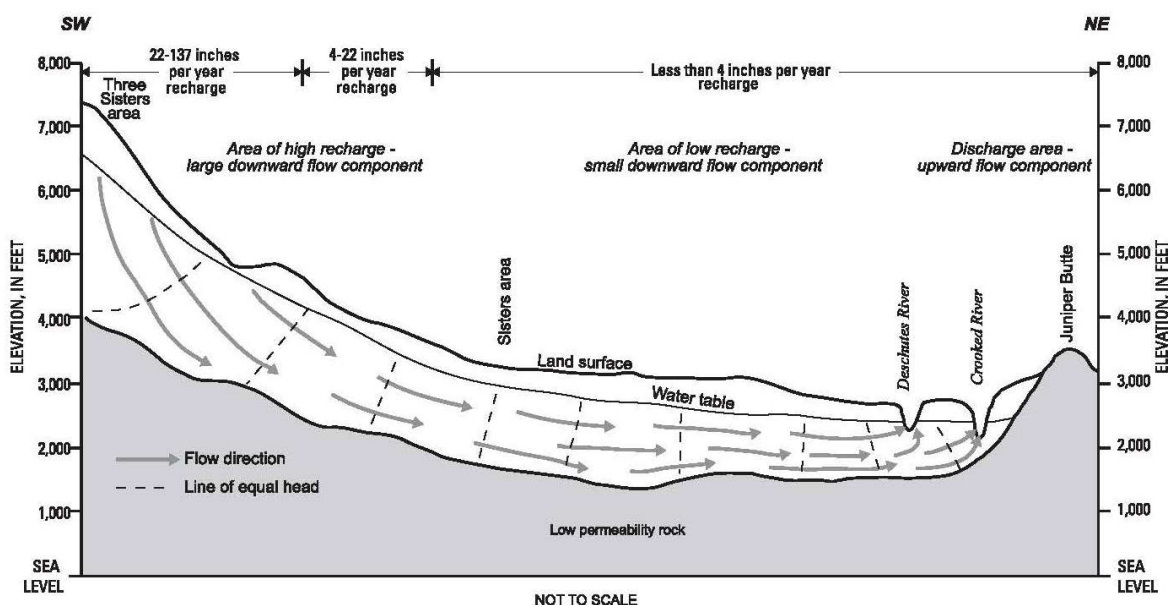 SW
NE
22-137 inches
per year
recharge
4-22 inches
per year
recharge
Less than 4 inches per year
recharge
8,000
7,000
6,000
5,000
4,000
3,000
2,000
1,000
SEA
LEVEL
ELEVATION, IN FEET
Three
Sisters
area
Area of high recharge -
large downward flow component
Area of low recharge -
small downward flow component
Discharge area -
upward flow component
Sisters area
Land surface
Water table
Deschutes River
Crooked River
Juniper Butte
Flow direction
Line of equal head
Low permeability rock
8,000
7,000
6,000
5,000
4,000
3,000
2,000
1,000
SEA
LEVEL
ELEVATION, IN FEET
NOT TO SCALE